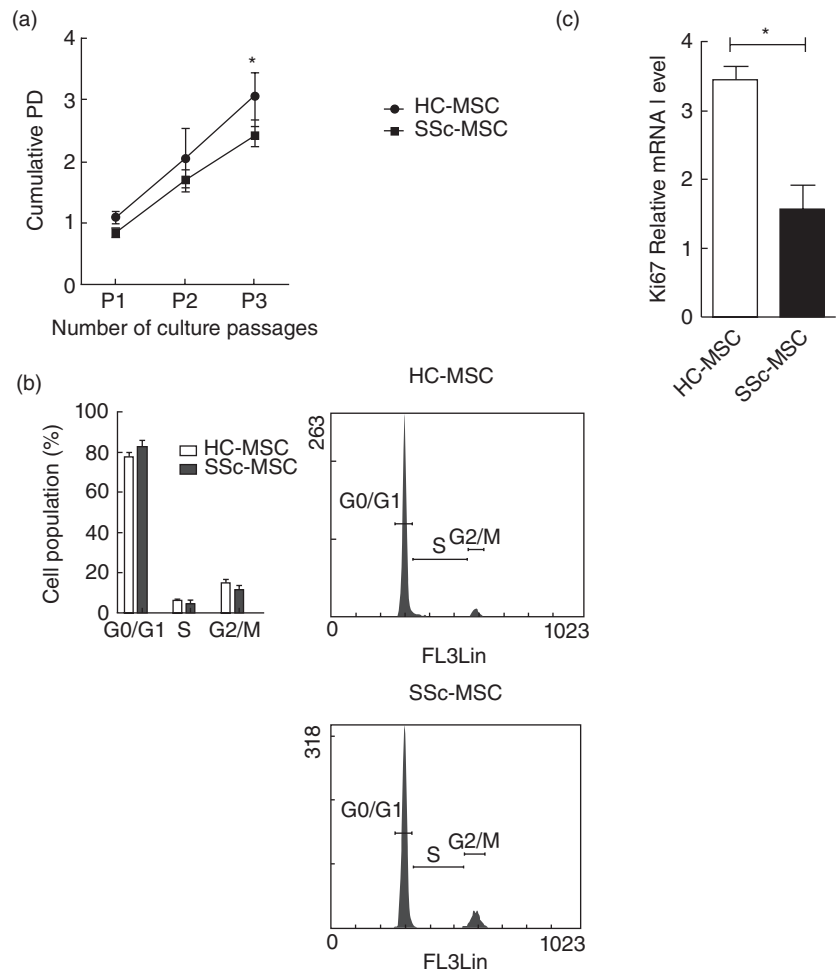 (a)
4
3
2
1
0
Cumulative PD
*
P1 P2 P3
Number of culture passages
HC-MSC
SSc-MSC
(c)
*
4
3
2
1
0
Ki67 Relative mRNA l evel
HC-MSC
SSc-MSC
(b)
100
80
60
40
20
0
Cell population (%)
HC-MSC
SSc-MSC
G0/G1 S G2/M
HC-MSC
263
G0/G1
S
G2/M
0 1023
FL3Lin
SSc-MSC
318
G0/G1
S
G2/M
0 1023
FL3Lin